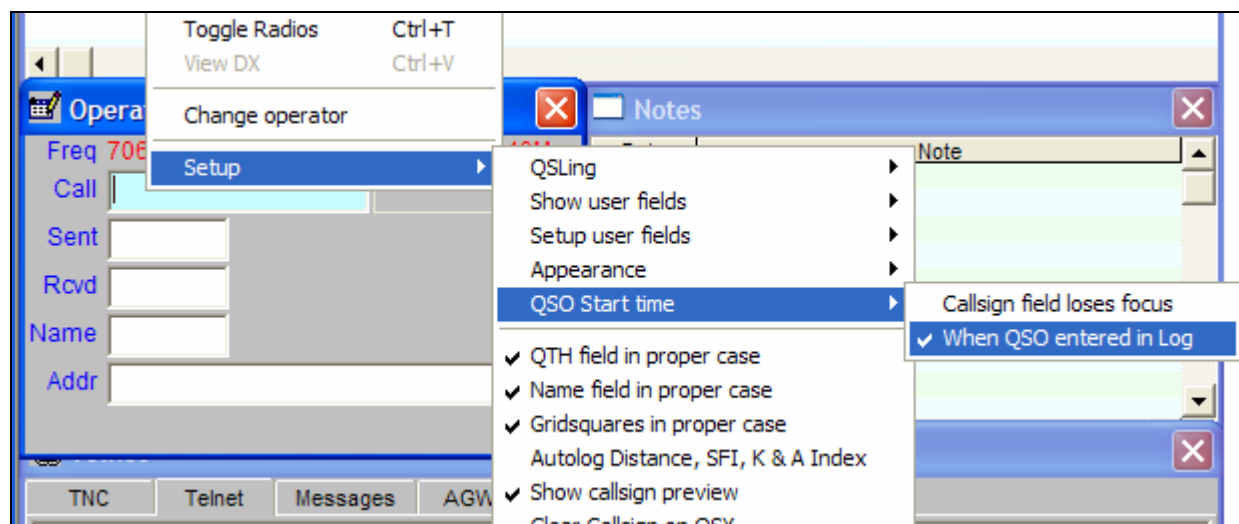 Toggle Radios Ctrl+T
View DX Ctrl+V
Opera
Change operator
Notes
Freq 706
Setup
Note
Call
QSLing
Show user fields
Sent
Setup user fields
Appearance
Rcvd
QSO Start time
Callsign field loses focus
Name
When QSO entered in Log
QTH field in proper case
Addr
Name field in proper case
Gridsquares in proper case
Autolog Distance, SFI, K & A Index
TNC Telnet Messages AGW
Show callsign preview